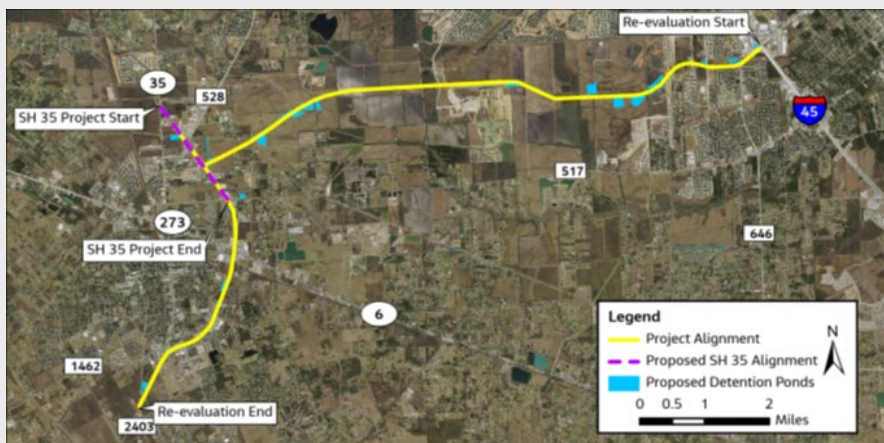 Re-evaluation Start
35
528
SH 35 Project Start
45
517
273
SH 35 Project End
646
6
1462
Re-evaluation End
2403
Legend
Project Alignment
Proposed SH 35 Alignment
Proposed Detention Ponds
N
0 0.5 1 2
Miles